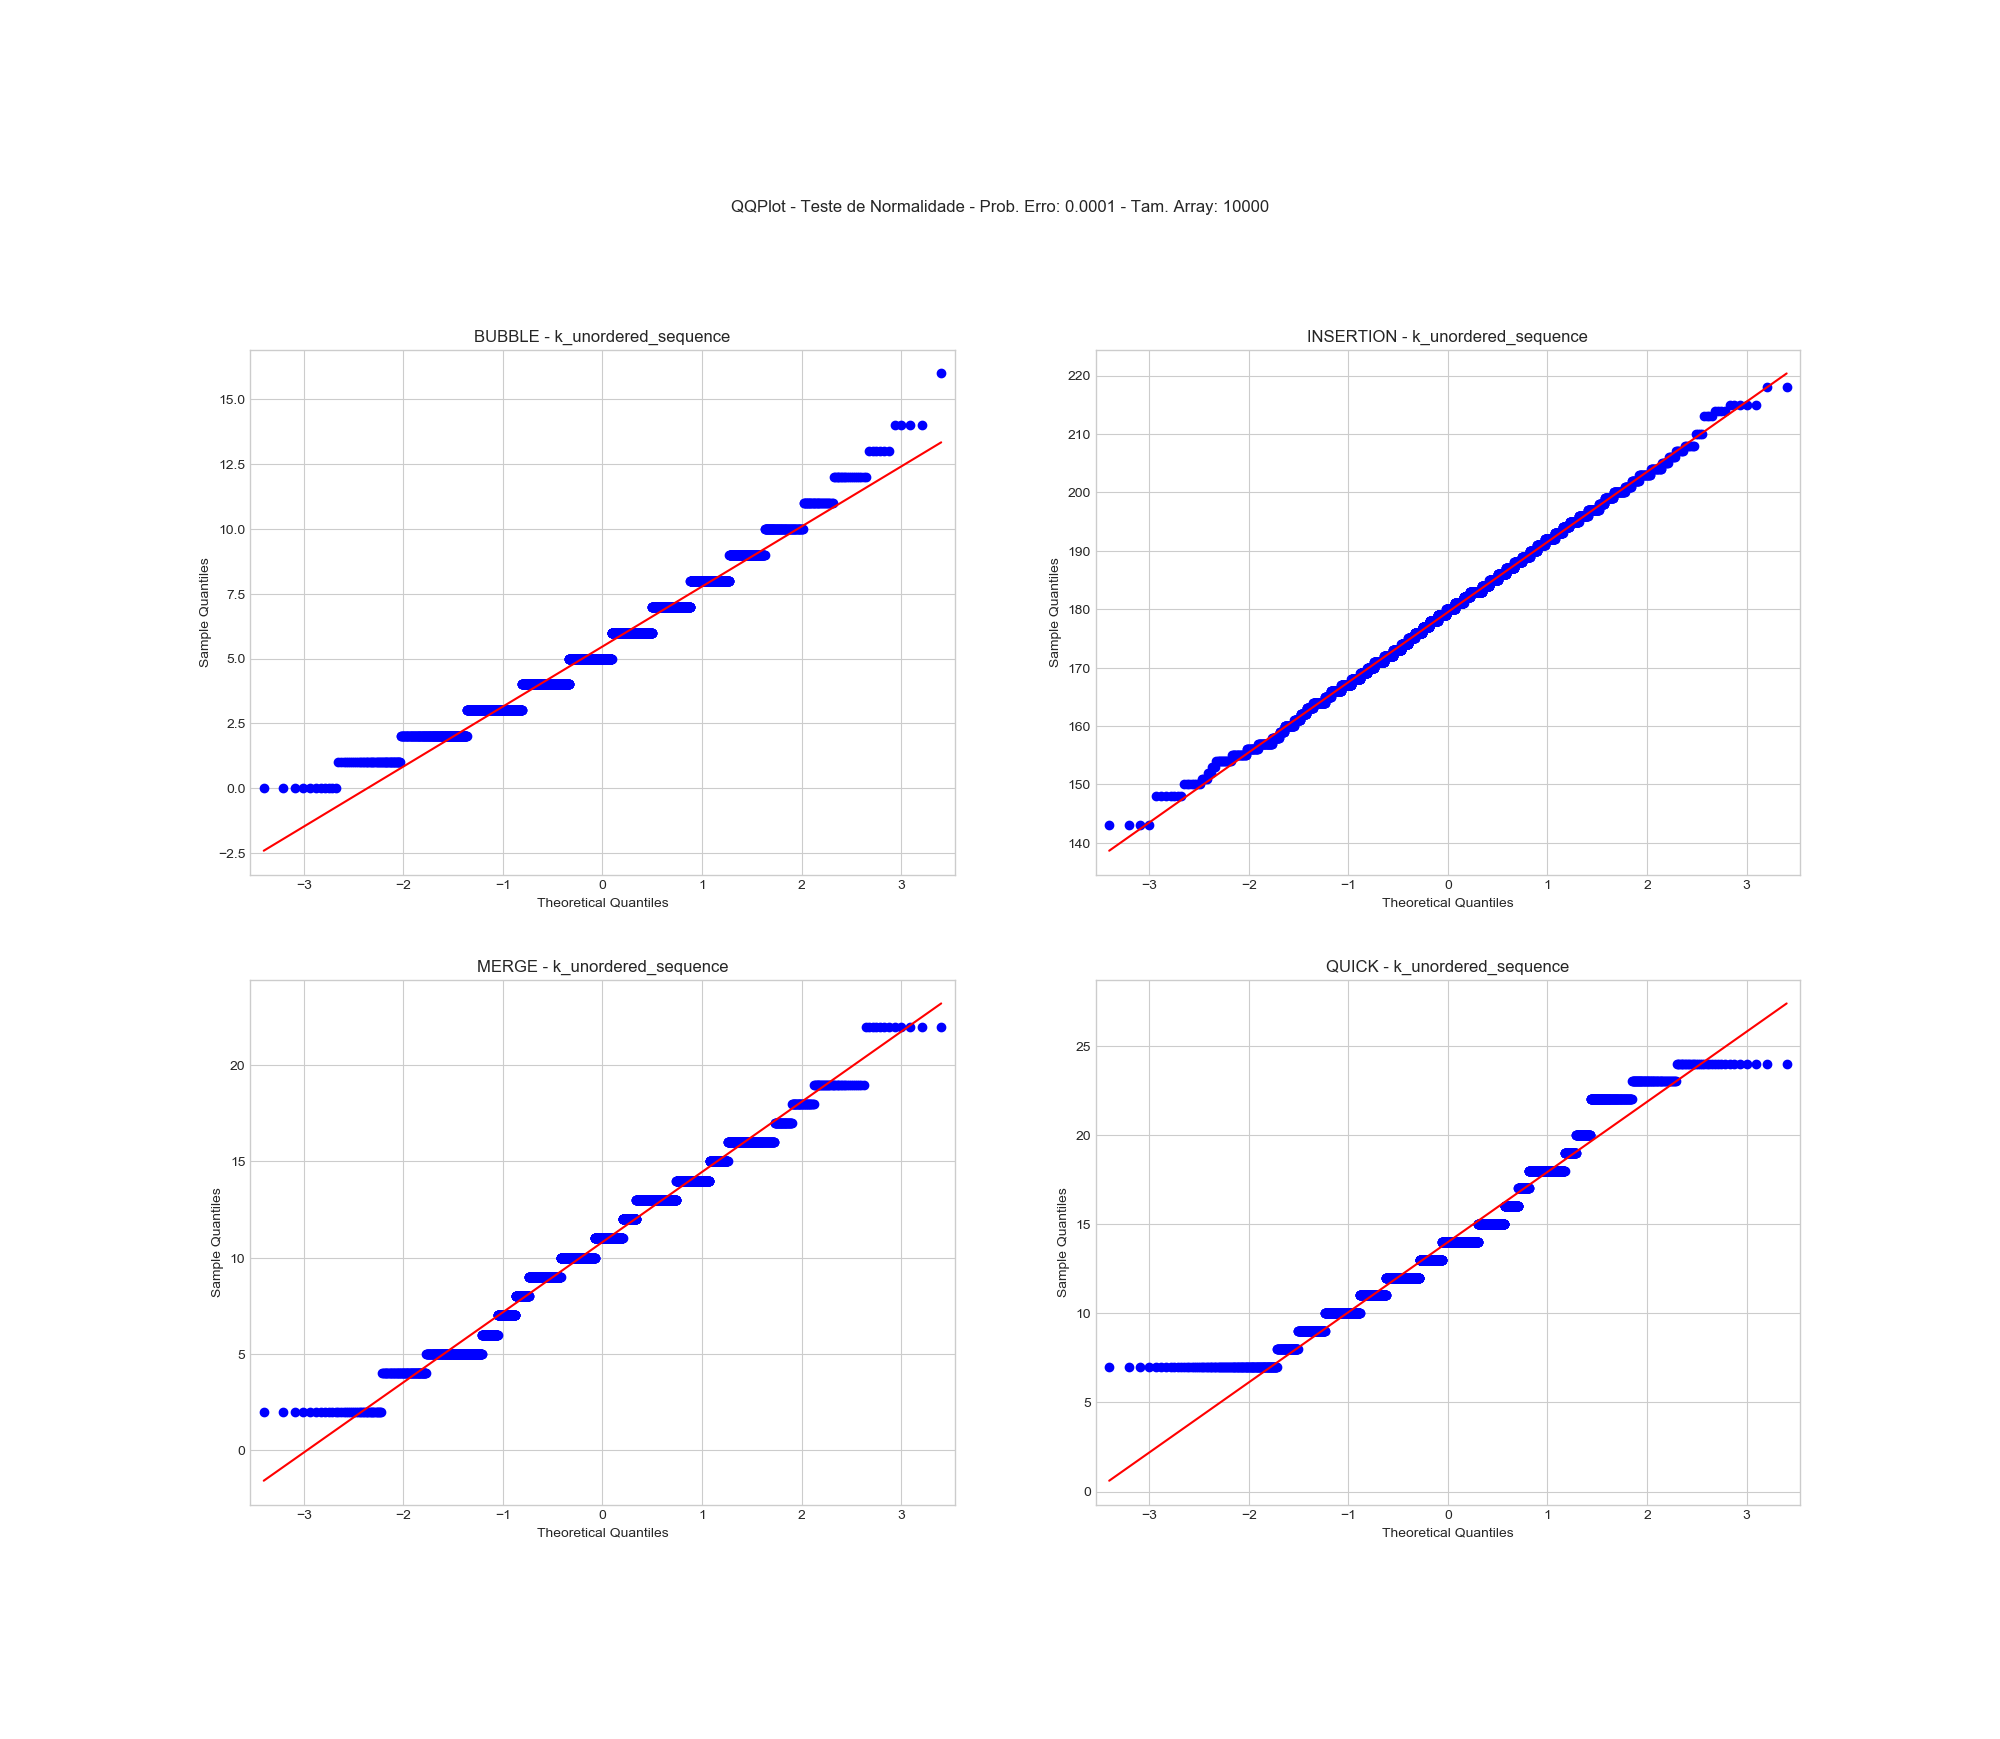 QQPlot - Teste de Normalidade - Prob. Erro: 0.0001 - Tam. Array: 10000
BUBBLE - k_unordered_sequence
15.0
12.5
10.0
7.5
5.0
2.5
0.0
−2.5
Sample Quantiles
−3 −2 −1 0 1 2 3
Theoretical Quantiles
INSERTION - k_unordered_sequence
220
210
200
190
180
170
160
150
140
Sample Quantiles
−3 −2 −1 0 1 2 3
Theoretical Quantiles
MERGE - k_unordered_sequence
20
15
10
5
0
Sample Quantiles
−3 −2 −1 0 1 2 3
Theoretical Quantiles
QUICK - k_unordered_sequence
25
20
15
10
5
0
Sample Quantiles
−3 −2 −1 0 1 2 3
Theoretical Quantiles